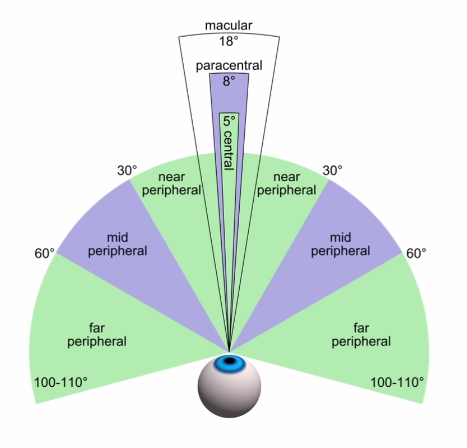 macular
18°
paracentral
8°
5°
central
30°
near
peripheral
near
peripheral
30°
60°
mid
peripheral
mid
peripheral
60°
far
peripheral
far
peripheral
100-110°
100-110°